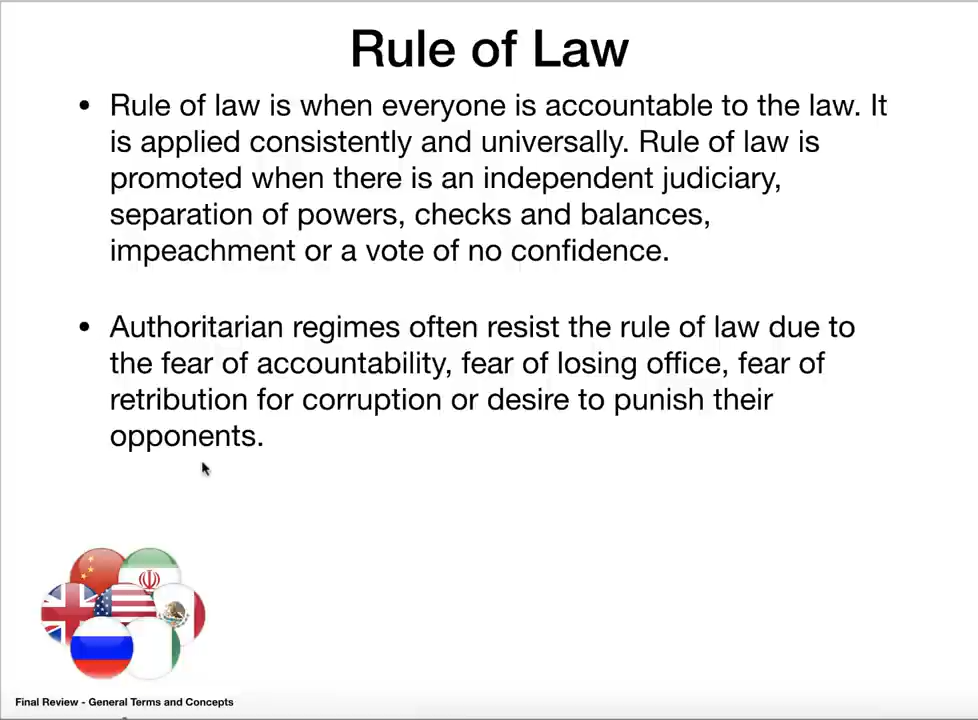 Rule of Law
• Rule of law is when everyone is accountable to the law. It
is applied consistently and universally. Rule of law is
promoted when there is an independent judiciary,
separation of powers, checks and balances,
impeachment or a vote of no confidence.
• Authoritarian regimes often resist the rule of law due to
the fear of accountability, fear of losing office, fear of
retribution for corruption or desire to punish their
opponents.
Final Review - General Terms and Concepts